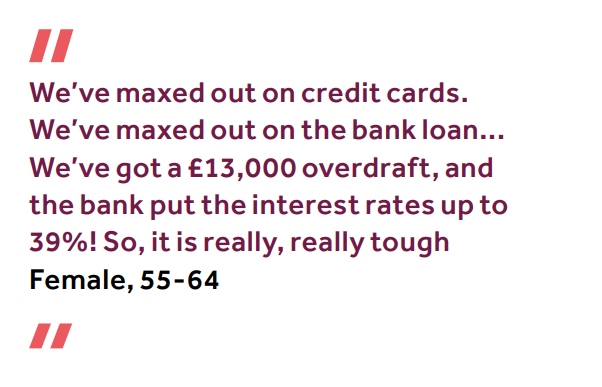 We've maxed out on credit cards.
We've maxed out on the bank loan...
We've got a £13,000 overdraft, and
the bank put the interest rates up to
39%! So, it is really, really tough
Female, 55-64